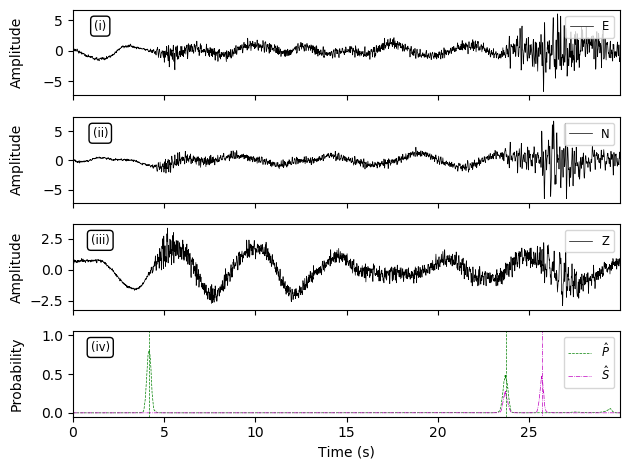 (i)
E
Amplitude
5
0
−5
(ii)
N
Amplitude
5
0
−5
(iii)
Z
Amplitude
2.5
0.0
−2.5
(iv)
P̂
Ŝ
Probability
1.0
0.5
0.0
0 5 10 15 20 25
Time (s)